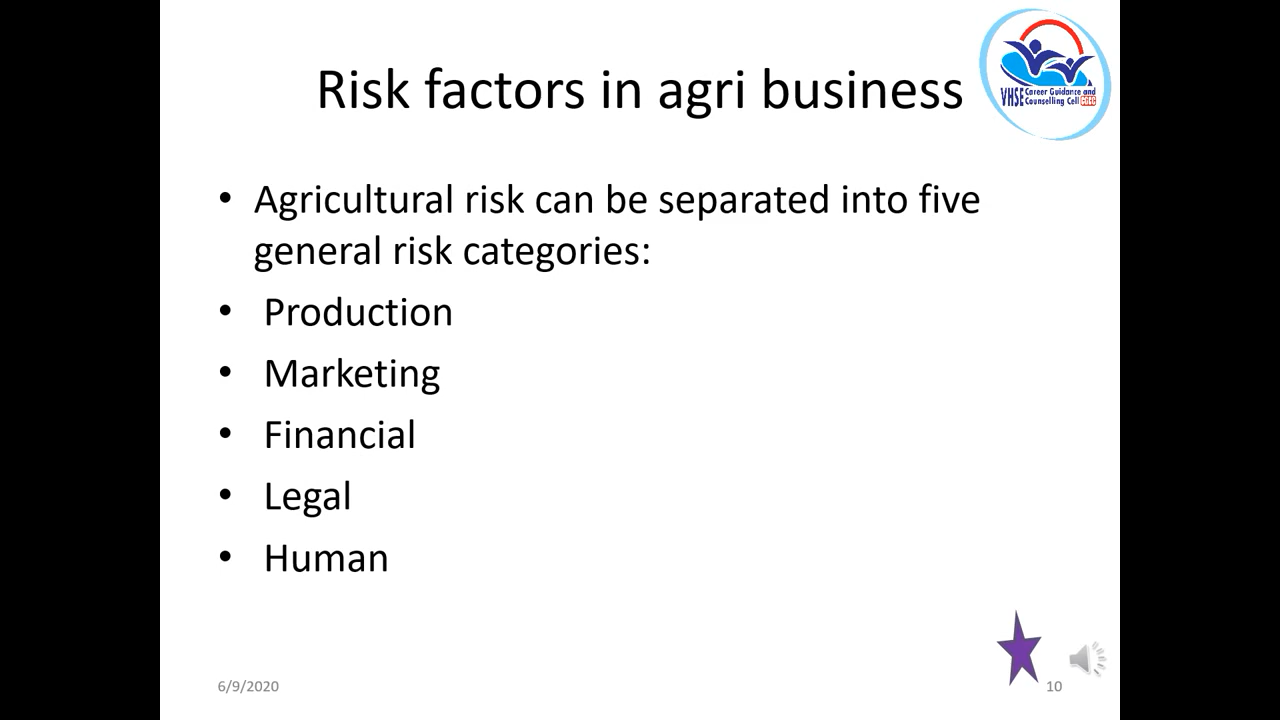 Risk factors in agri business
VHSE Career Guidance and
Counselling Cell CGCC
• Agricultural risk can be separated into five
general risk categories:
• Production
• Marketing
• Financial
• Legal
• Human
6/9/2020
10